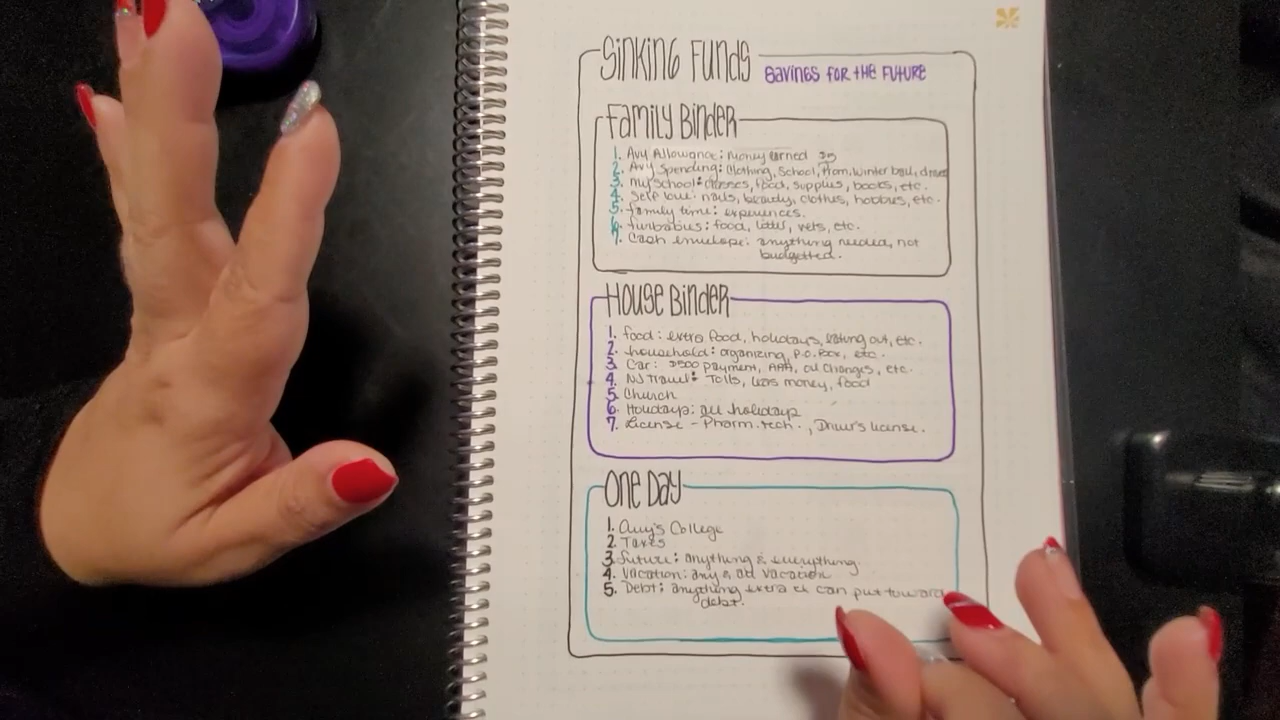 Sinking Funds
Savings for the Future
Family Binder
1. Avy Allowance: money earned
2. Avy Spending: Clothing, School, Prom, Winter ball,
3. My School: classes, food, supplies, books, etc.
4. Self love: nails, beauty, clothes, hobbies, etc.
5. family time: experiences.
6. furbabies: food, litter, vets, etc.
7. Cash envelope: anything needed, not
budgetted.
House Binder
1. food: extra food, holidays, eating out, etc.
2. household: organizing, P.O. Box, etc.
3. Car: $500 payment, AAA, oil changes, etc.
4. NJ Travel: Tolls, gas money, food
5. Church
6. Holidays: all holidays
7. License - Pharm. tech., Driver's license.
One Day
1. Avy's College
2. Taxes
3. Future: anything & everything.
4. Vacation: any & all vacation
5. Debt: anything extra I can put toward
debt.